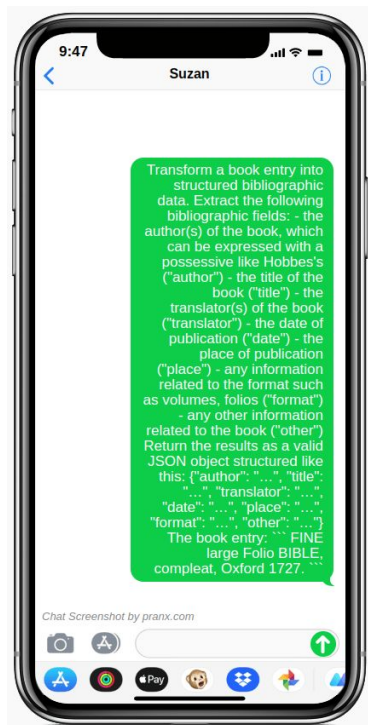 9:47
Suzan
Transform a book entry into
structured bibliographic
data. Extract the following
bibliographic fields: - the
author(s) of the book, which
can be expressed with a
possessive like Hobbes's
("author") - the title of the
book ("title") - the
translator(s) of the book
("translator") - the date of
publication ("date") - the
place of publication
("place") - any information
related to the format such
as volumes, folios ("format")
- any other information
related to the book ("other")
Return the results as a valid
JSON object structured like
this: {"author": "...", "title":
"...", "translator": "...",
"date": "...", "place": "...",
"format": "...", "other": "..."}
The book entry: ``` FINE
large Folio BIBLE,
compleat, Oxford 1727. ```
Chat Screenshot by pranx.com
Pay